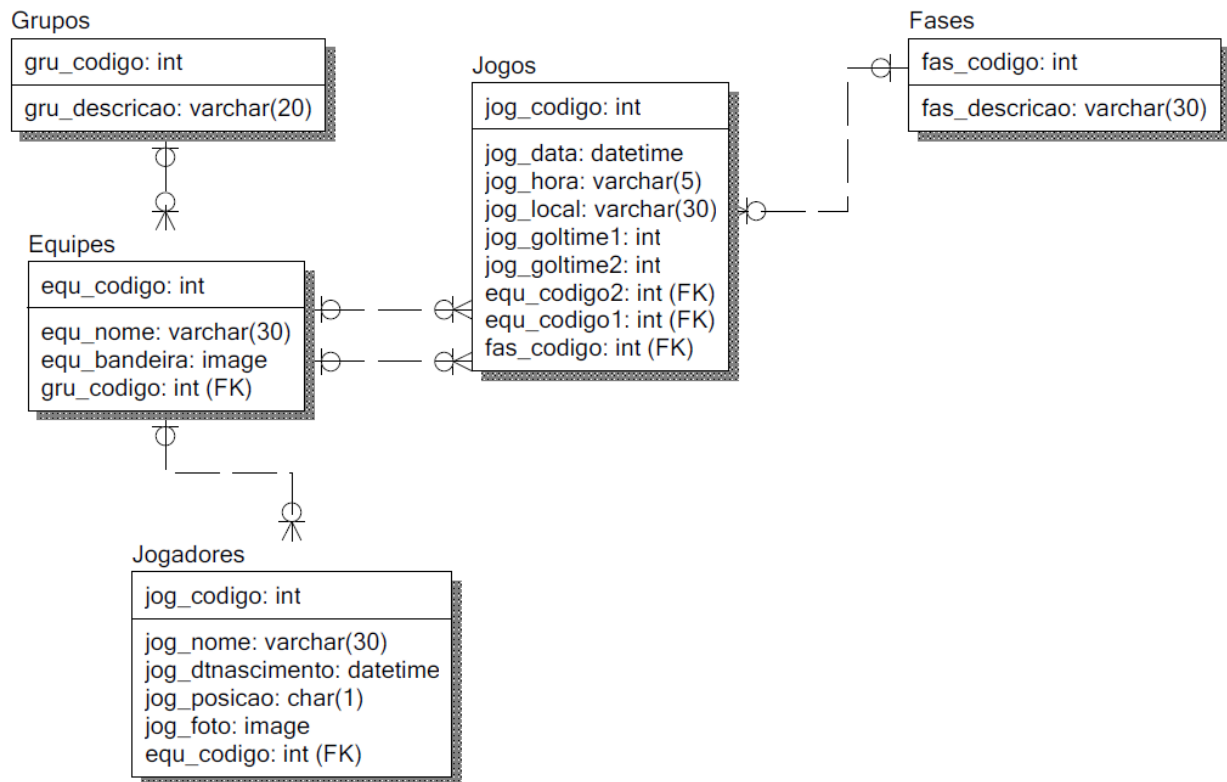 Grupos
gru_codigo: int
gru_descricao: varchar(20)
Equipes
equ_codigo: int
equ_nome: varchar(30)
equ_bandeira: image
gru_codigo: int (FK)
Jogos
jog_codigo: int
jog_data: datetime
jog_hora: varchar(5)
jog_local: varchar(30)
jog_goltime1: int
jog_goltime2: int
equ_codigo2: int (FK)
equ_codigo1: int (FK)
fas_codigo: int (FK)
Fases
fas_codigo: int
fas_descricao: varchar(30)
Jogadores
jog_codigo: int
jog_nome: varchar(30)
jog_dtnascimento: datetime
jog_posicao: char(1)
jog_foto: image
equ_codigo: int (FK)